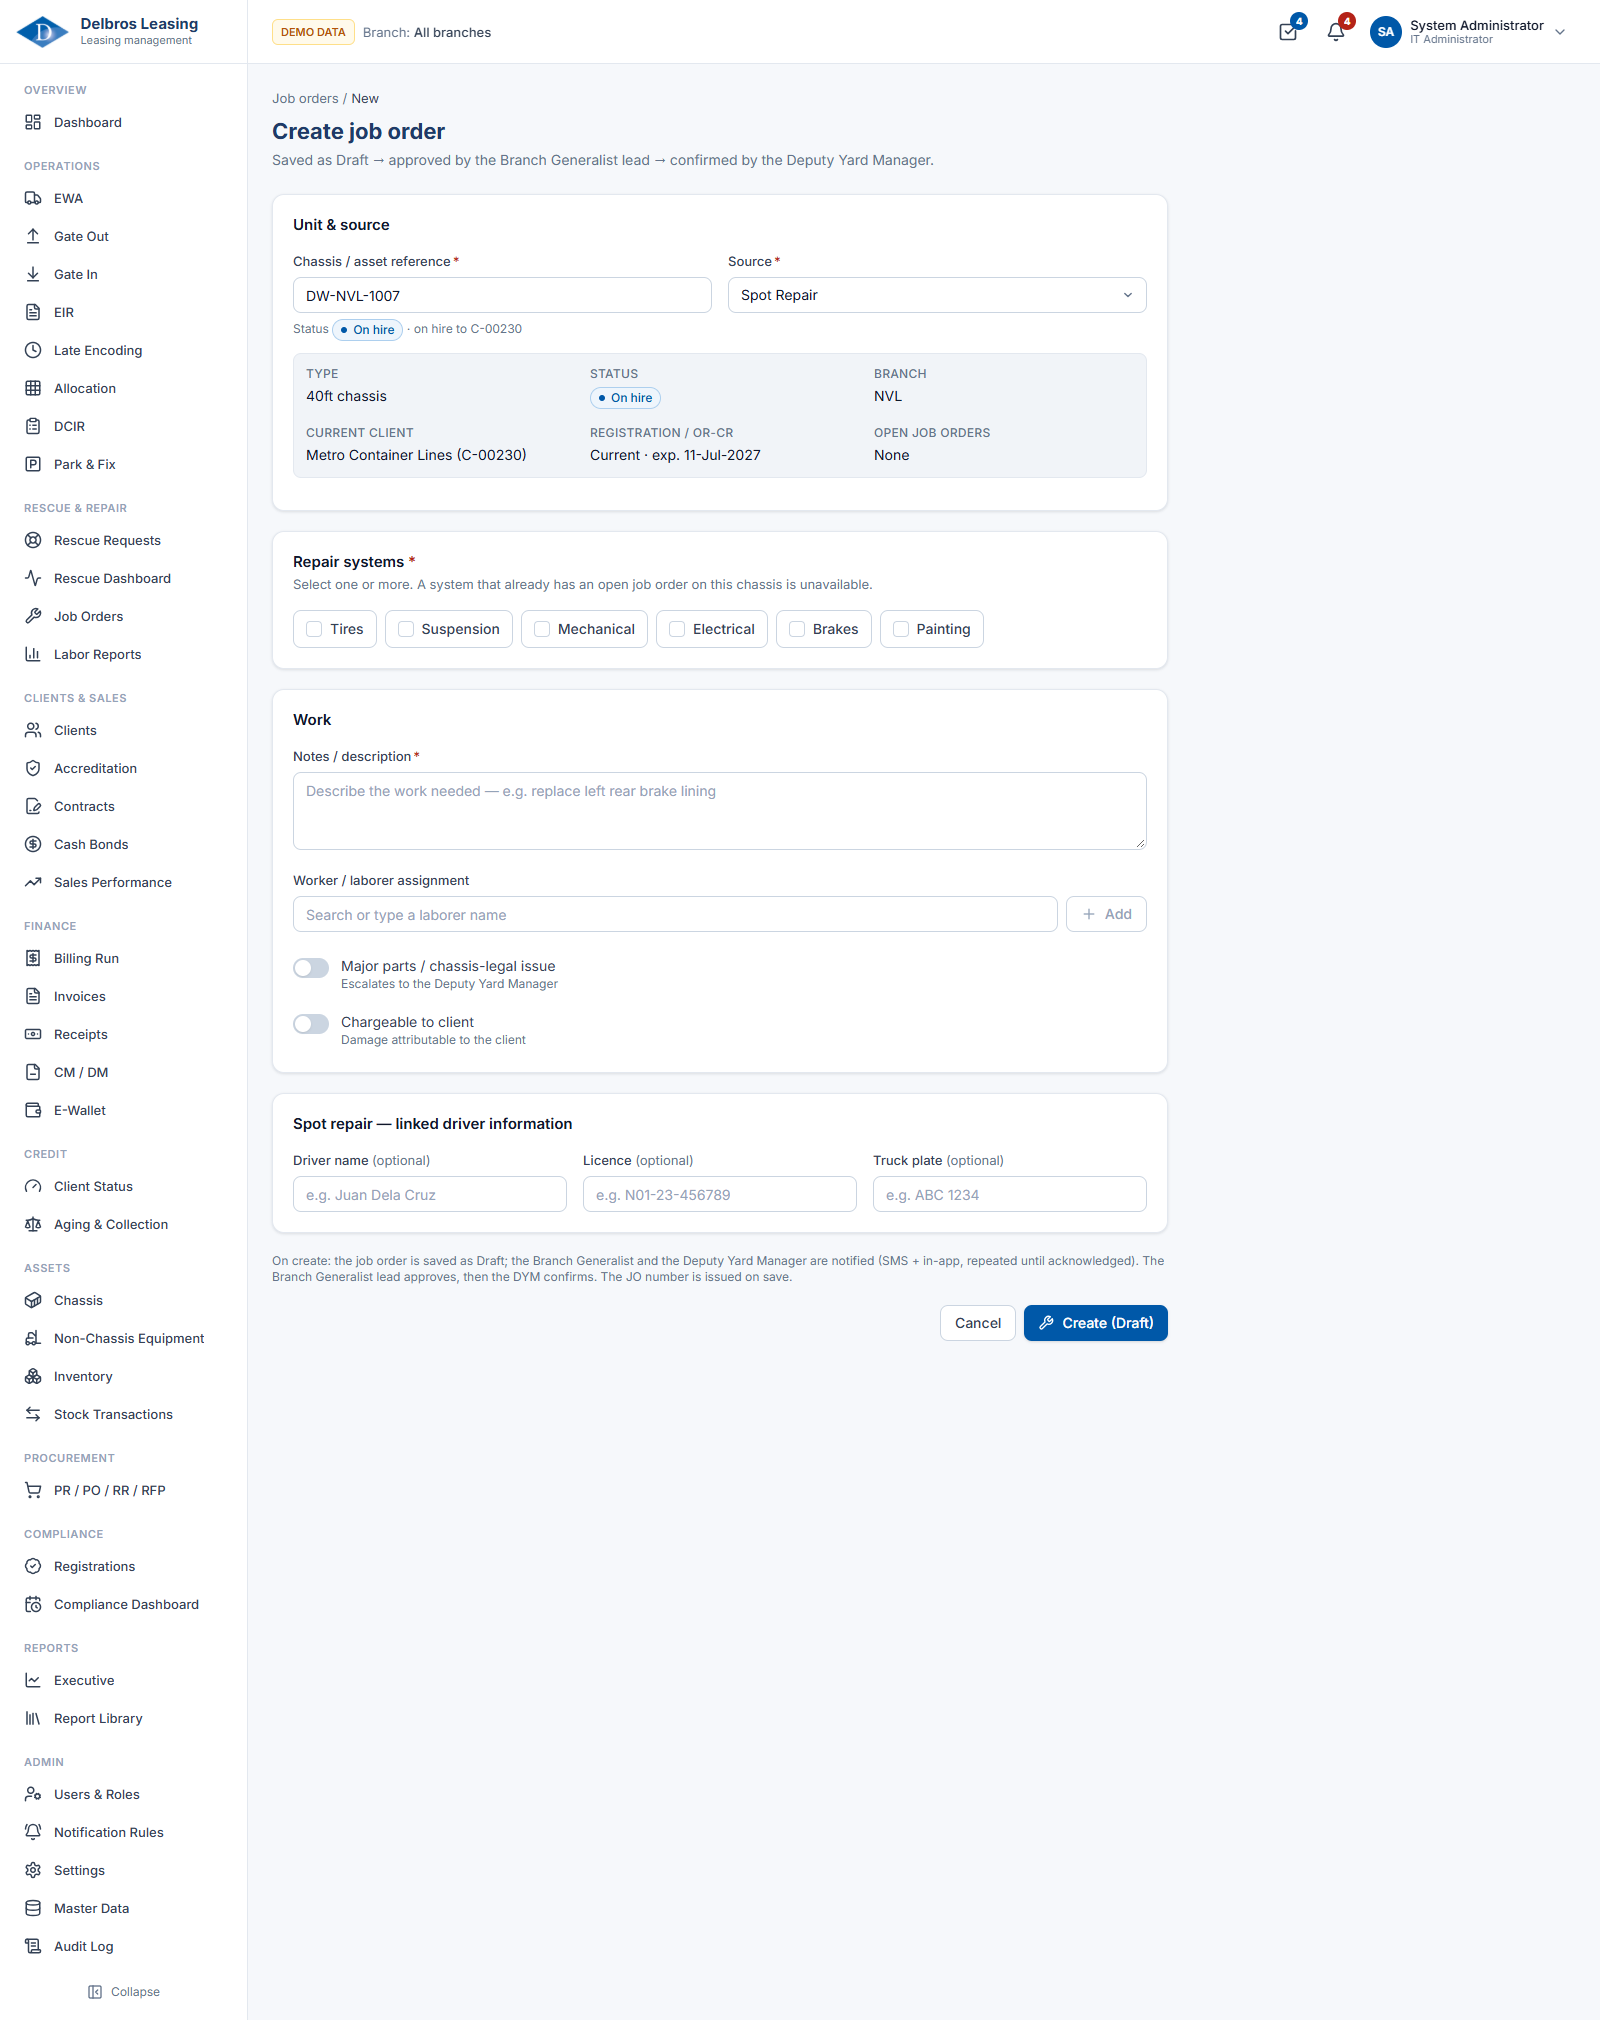 Delbros Leasing
Leasing management
DEMO DATA
Branch: All branches
4
4
SA
System Administrator
IT Administrator
OVERVIEW
Dashboard
OPERATIONS
EWA
Gate Out
Gate In
EIR
Late Encoding
Allocation
DCIR
Park & Fix
RESCUE & REPAIR
Rescue Requests
Rescue Dashboard
Job Orders
Labor Reports
CLIENTS & SALES
Clients
Accreditation
Contracts
Cash Bonds
Sales Performance
FINANCE
Billing Run
Invoices
Receipts
CM / DM
E-Wallet
CREDIT
Client Status
Aging & Collection
ASSETS
Chassis
Non-Chassis Equipment
Inventory
Stock Transactions
PROCUREMENT
PR / PO / RR / RFP
COMPLIANCE
Registrations
Compliance Dashboard
REPORTS
Executive
Report Library
ADMIN
Users & Roles
Notification Rules
Settings
Master Data
Audit Log
Collapse
Job orders / New
Create job order
Saved as Draft → approved by the Branch Generalist lead → confirmed by the Deputy Yard Manager.
Unit & source
Chassis / asset reference *
Source *
DW-NVL-1007
Spot Repair
Status On hire · on hire to C-00230
TYPE
STATUS
BRANCH
40ft chassis
On hire
NVL
CURRENT CLIENT
REGISTRATION / OR-CR
OPEN JOB ORDERS
Metro Container Lines (C-00230)
Current · exp. 11-Jul-2027
None
Repair systems *
Select one or more. A system that already has an open job order on this chassis is unavailable.
Tires
Suspension
Mechanical
Electrical
Brakes
Painting
Work
Notes / description *
Describe the work needed — e.g. replace left rear brake lining
Worker / laborer assignment
Search or type a laborer name
+ Add
Major parts / chassis-legal issue
Escalates to the Deputy Yard Manager
Chargeable to client
Damage attributable to the client
Spot repair — linked driver information
Driver name (optional)
Licence (optional)
Truck plate (optional)
e.g. Juan Dela Cruz
e.g. N01-23-456789
e.g. ABC 1234
On create: the job order is saved as Draft; the Branch Generalist and the Deputy Yard Manager are notified (SMS + in-app, repeated until acknowledged). The
Branch Generalist lead approves, then the DYM confirms. The JO number is issued on save.
Cancel
Create (Draft)